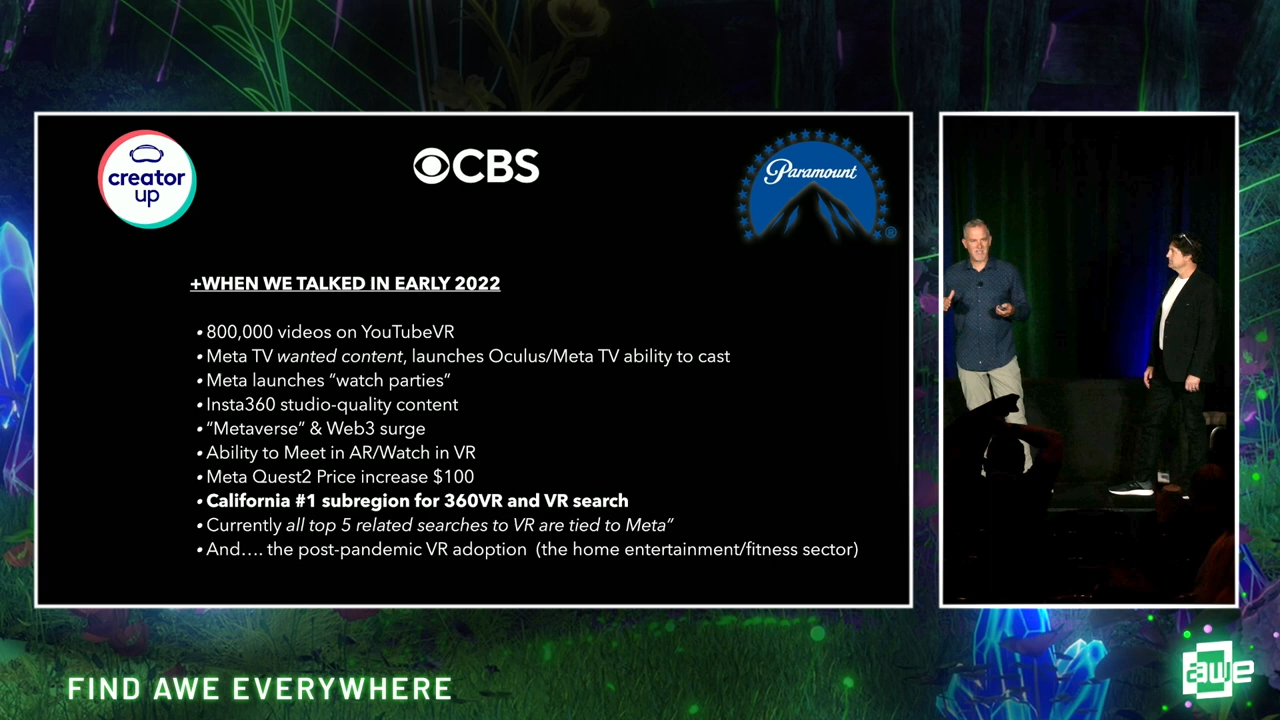 creator
up
CBS
Paramount
®
+WHEN WE TALKED IN EARLY 2022
• 800,000 videos on YouTubeVR
• Meta TV wanted content, launches Oculus/Meta TV ability to cast
• Meta launches “watch parties”
• Insta360 studio-quality content
• “Metaverse” & Web3 surge
• Ability to Meet in AR/Watch in VR
• Meta Quest2 Price increase $100
• California #1 subregion for 360VR and VR search
• Currently all top 5 related searches to VR are tied to Meta”
• And.... the post-pandemic VR adoption (the home entertainment/fitness sector)
FIND AWE EVERYWHERE
awe